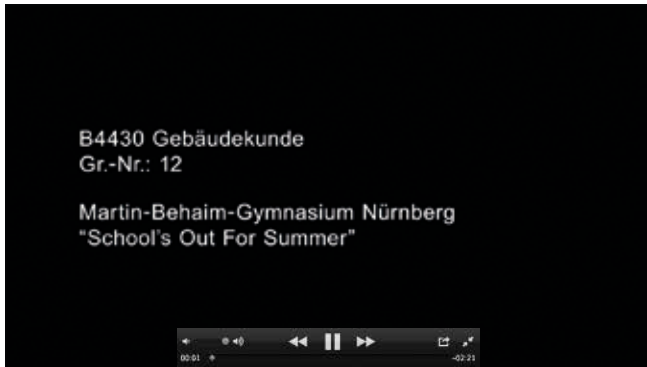 B4430 Gebäudekunde
Gr.-Nr.: 12
Martin-Behaim-Gymnasium Nürnberg
"School's Out For Summer"
00:01
-02:21